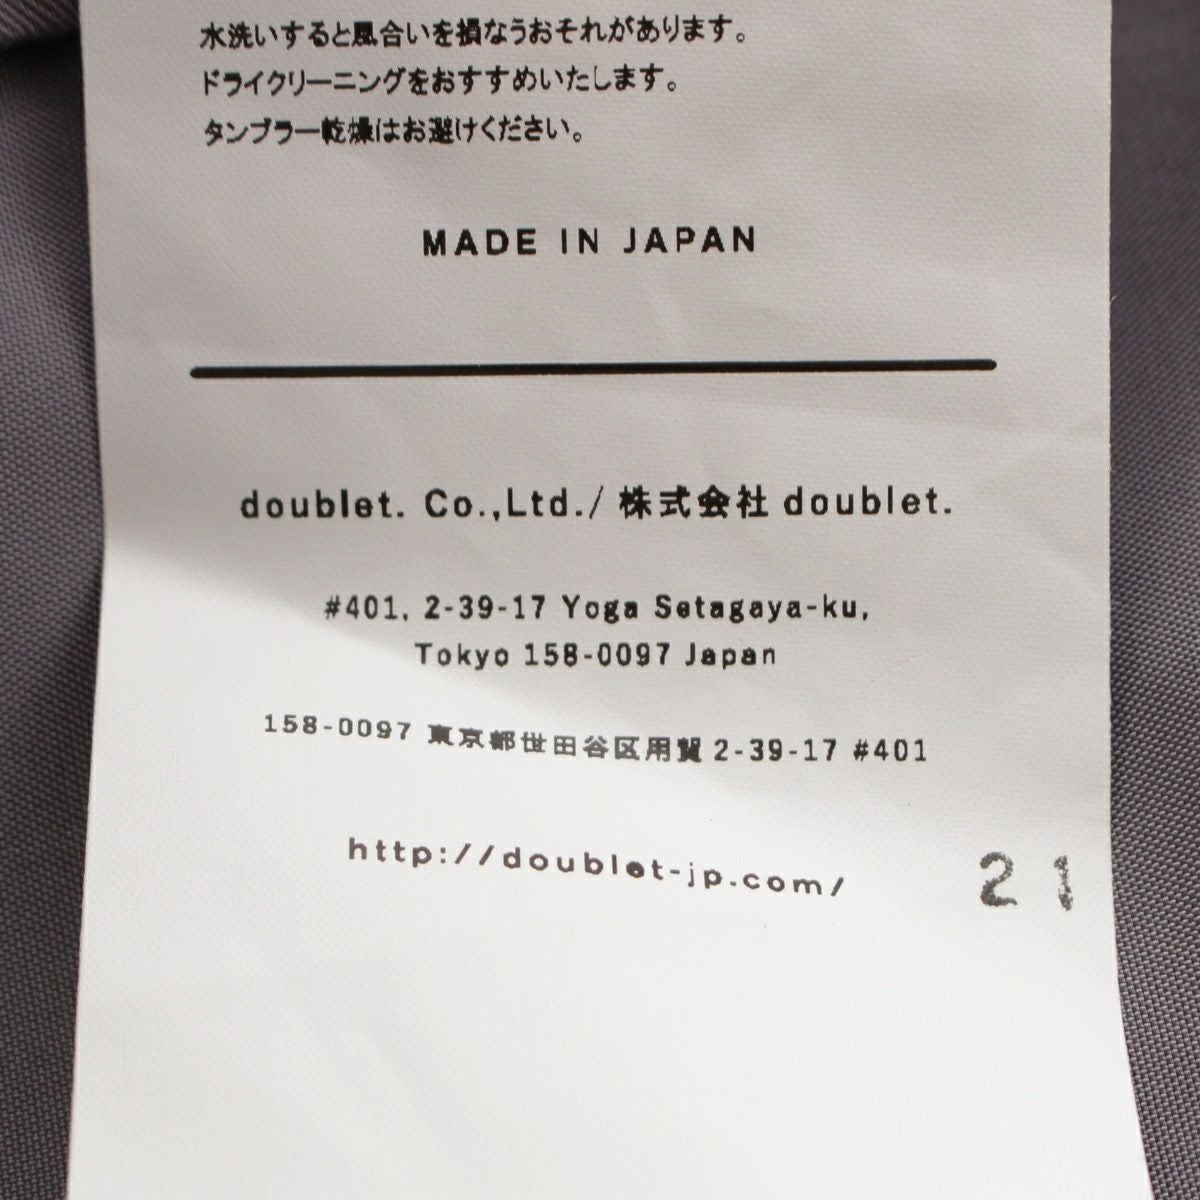 水洗いすると風合いを損なうおそれがあります。
ドライクリーニングをおすすめいたします。
タンブラー乾燥はお避けください。
MADE IN JAPAN
doublet. Co.,Ltd./ 株式会社 doublet.
#401, 2-39-17 Yoga Setagaya-ku,
Tokyo 158-0097 Japan
158-0097 東京都世田谷区用賀 2-39-17 #401
http://doublet-jp.com/
21